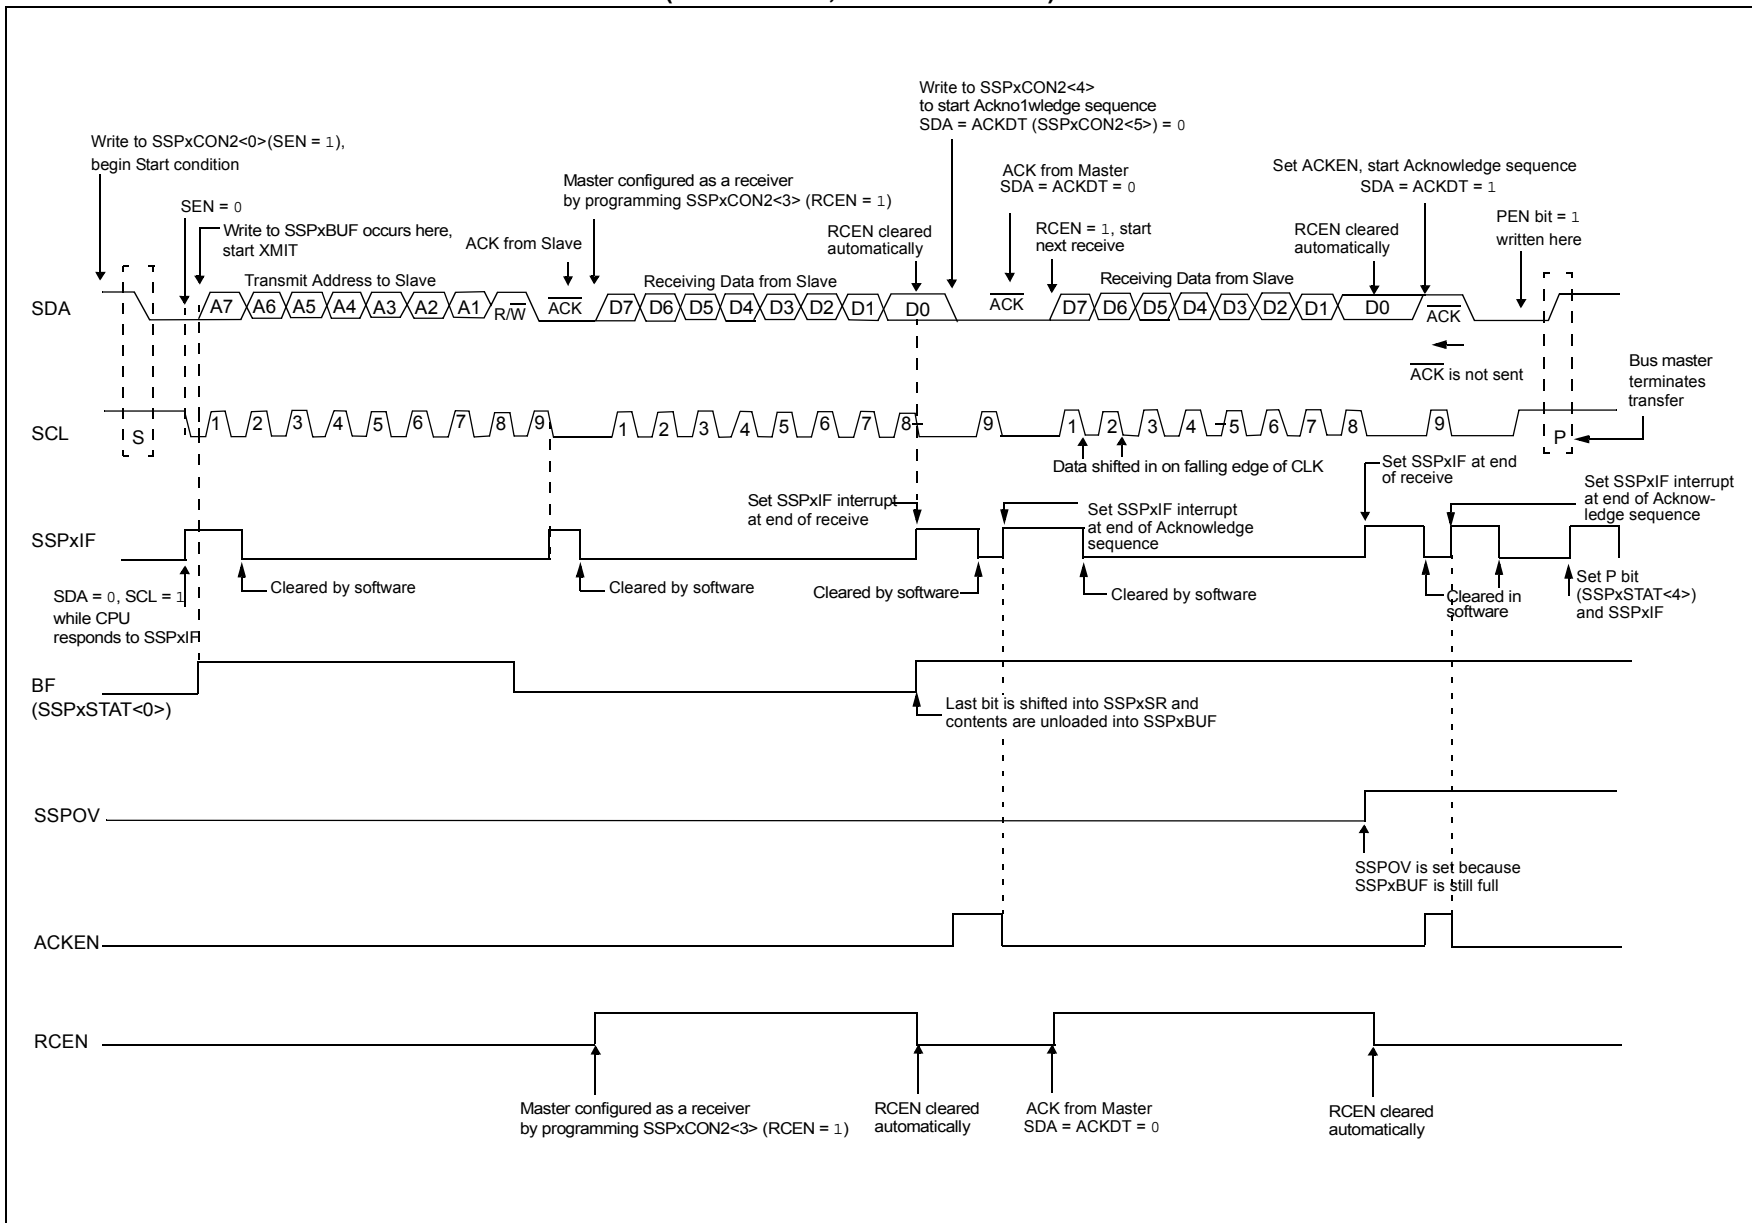 Write to SSPxCON2<4>
to start Ackno1wledge sequence
SDA = ACKDT (SSPxCON2<5>) = 0
Write to SSPxCON2<0>(SEN = 1),
begin Start condition
Master configured as a receiver
by programming SSPxCON2<3> (RCEN = 1)
ACK from Master
SDA = ACKDT = 0
Set ACKEN, start Acknowledge sequence
SDA = ACKDT = 1
SEN = 0
Write to SSPxBUF occurs here,
start XMIT
ACK from Slave
RCEN cleared
automatically
RCEN = 1, start
next receive
RCEN cleared
automatically
PEN bit = 1
written here
Transmit Address to Slave
Receiving Data from Slave
Receiving Data from Slave
SDA
A7 A6 A5 A4 A3 A2 A1 R/W ACK D7 D6 D5 D4 D3 D2 D1 D0 ACK D7 D6 D5 D4 D3 D2 D1 D0 ACK
ACK is not sent
Bus master
terminates
transfer
SCL
S 1 2 3 4 5 6 7 8 9 1 2 3 4 5 6 7 8 9 1 2 3 4 5 6 7 8 9 P
Data shifted in on falling edge of CLK
Set SSPxIF at end
of receive
Set SSPxIF interrupt
at end of receive
Set SSPxIF interrupt
at end of Acknowledge
sequence
Set SSPxIF interrupt
at end of Acknow-
ledge sequence
SSPxIF
SDA = 0, SCL = 1
while CPU
responds to SSPxIF
Cleared by software
Cleared by software
Cleared by software
Cleared by software
Cleared in
software
Set P bit
(SSPxSTAT<4>)
and SSPxIF
BF
(SSPxSTAT<0>)
Last bit is shifted into SSPxSR and
contents are unloaded into SSPxBUF
SSPOV
SSPOV is set because
SSPxBUF is still full
ACKEN
RCEN
Master configured as a receiver
by programming SSPxCON2<3> (RCEN = 1)
RCEN cleared
automatically
ACK from Master
SDA = ACKDT = 0
RCEN cleared
automatically